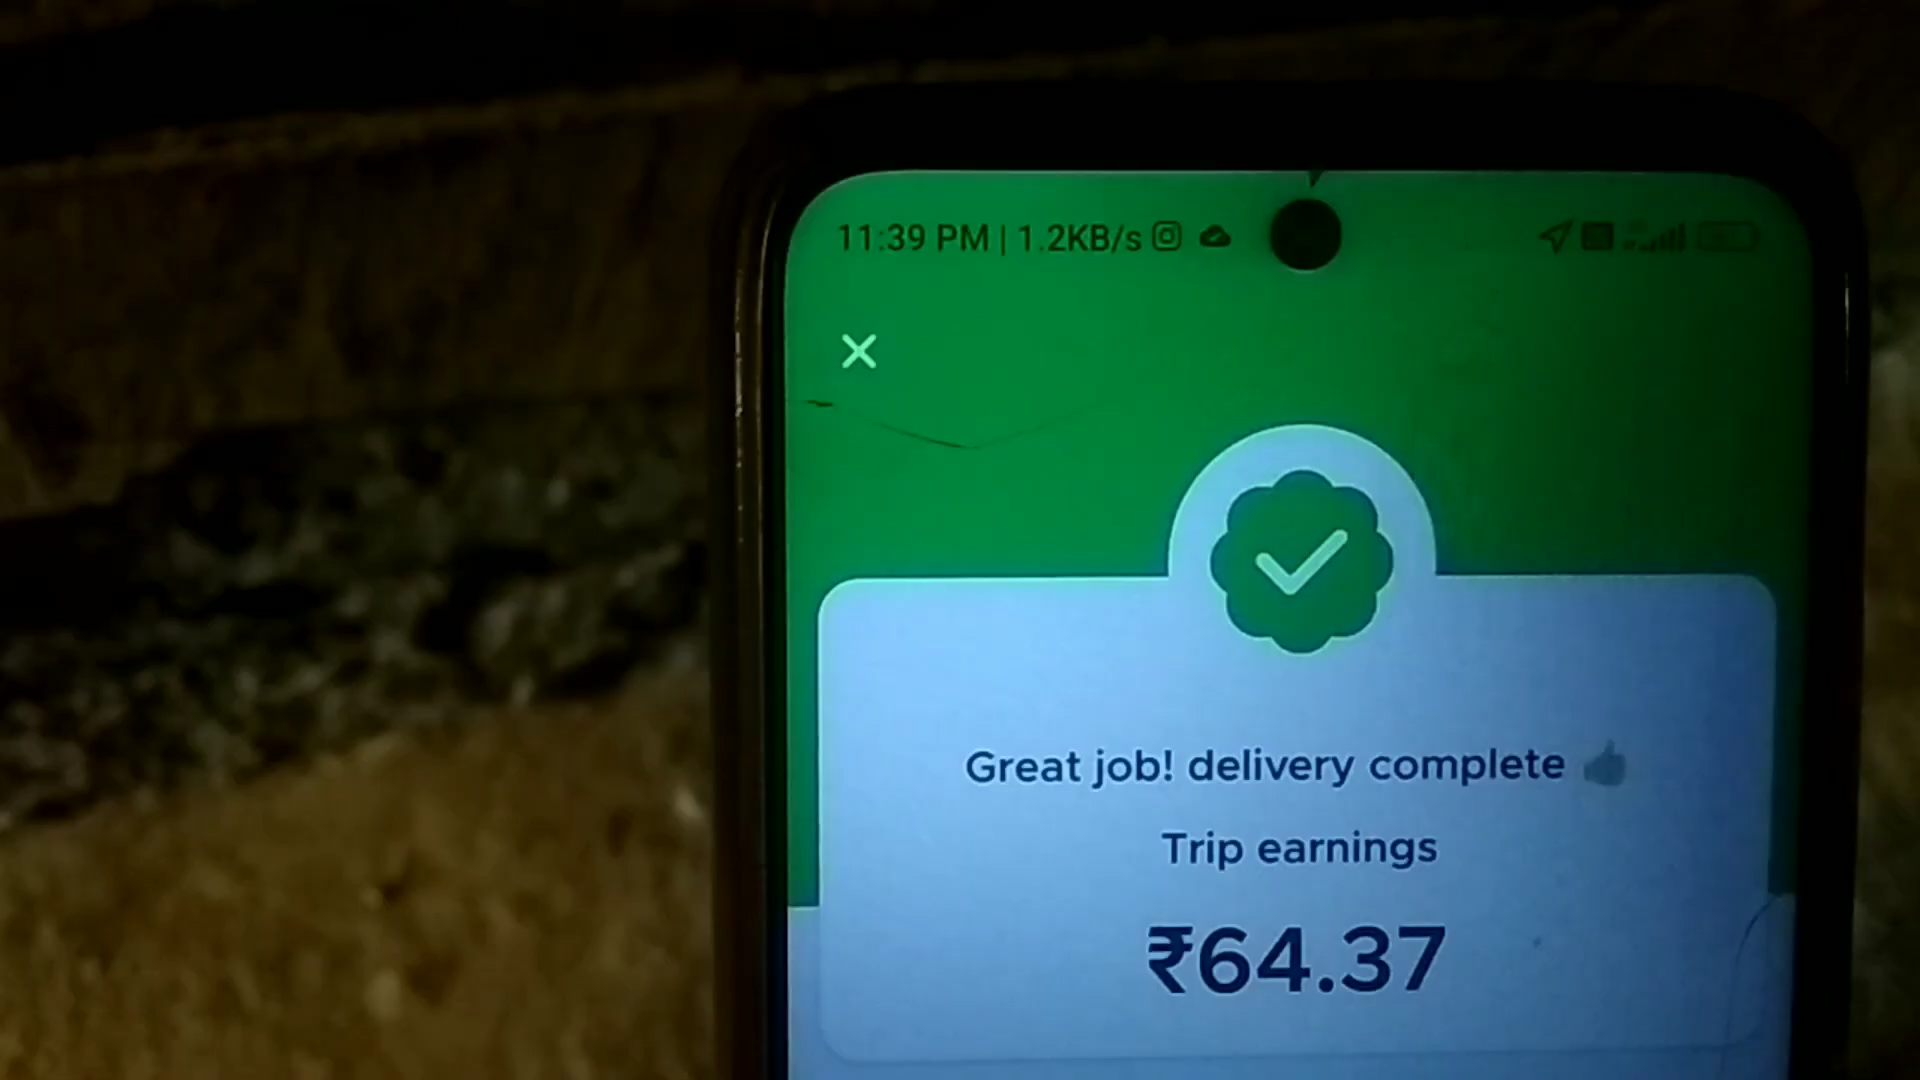 11:39 PM | 1.2KB/s
Great job! delivery complete
Trip earnings
₹64.37